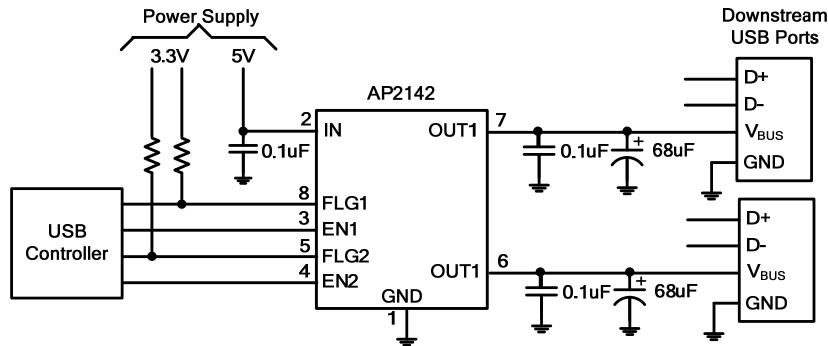 Power Supply
3.3V
5V
Downstream
USB Ports
AP2142
D+
D-
VBUS
GND
2
IN
OUT1
7
0.1uF
0.1uF
+
68uF
USB
Controller
8
FLG1
3
EN1
5
FLG2
4
EN2
OUT1
6
GND
1
0.1uF
+
68uF
D+
D-
VBUS
GND